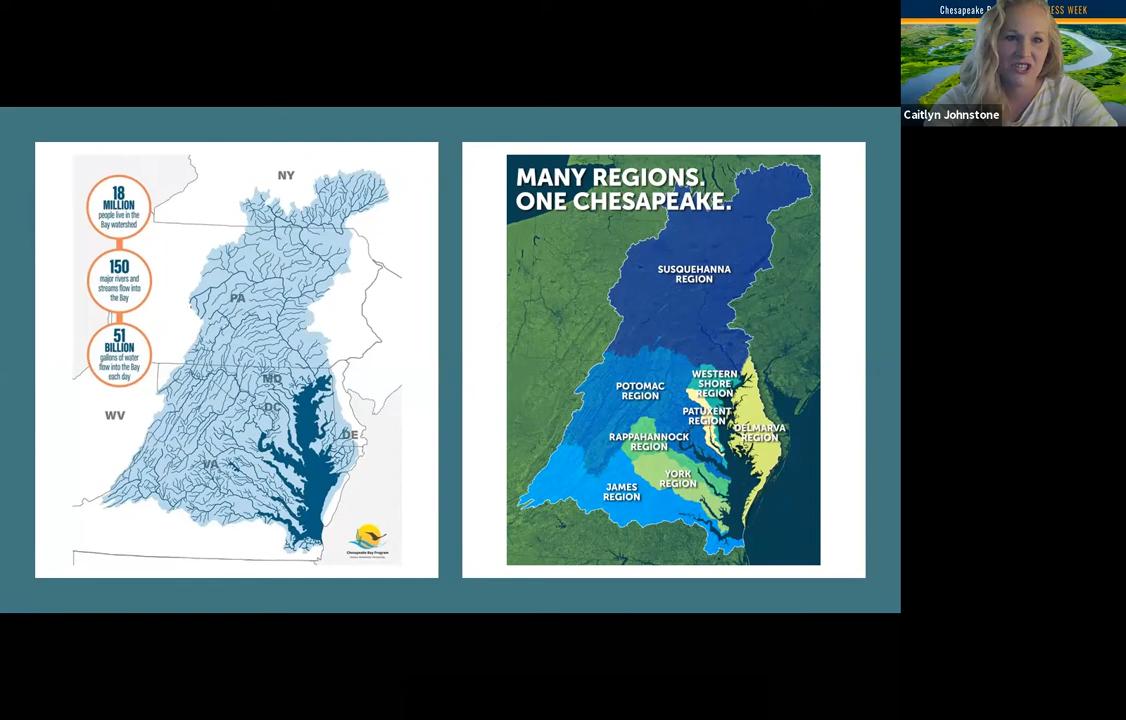 Chesapeake B
ESS WEEK
Caitlyn Johnstone
18
MILLION
people live in the
Bay watershed
150
major rivers and
streams flow into
the Bay
51
BILLION
gallons of water
flow into the Bay
each day
NY
PA
MD
DC
WV
DE
VA
Chesapeake Bay Program
MANY REGIONS.
ONE CHESAPEAKE.
SUSQUEHANNA
REGION
POTOMAC
REGION
WESTERN
SHORE
REGION
PATUXENT
REGION
DELMARVA
REGION
RAPPAHANNOCK
REGION
YORK
REGION
JAMES
REGION